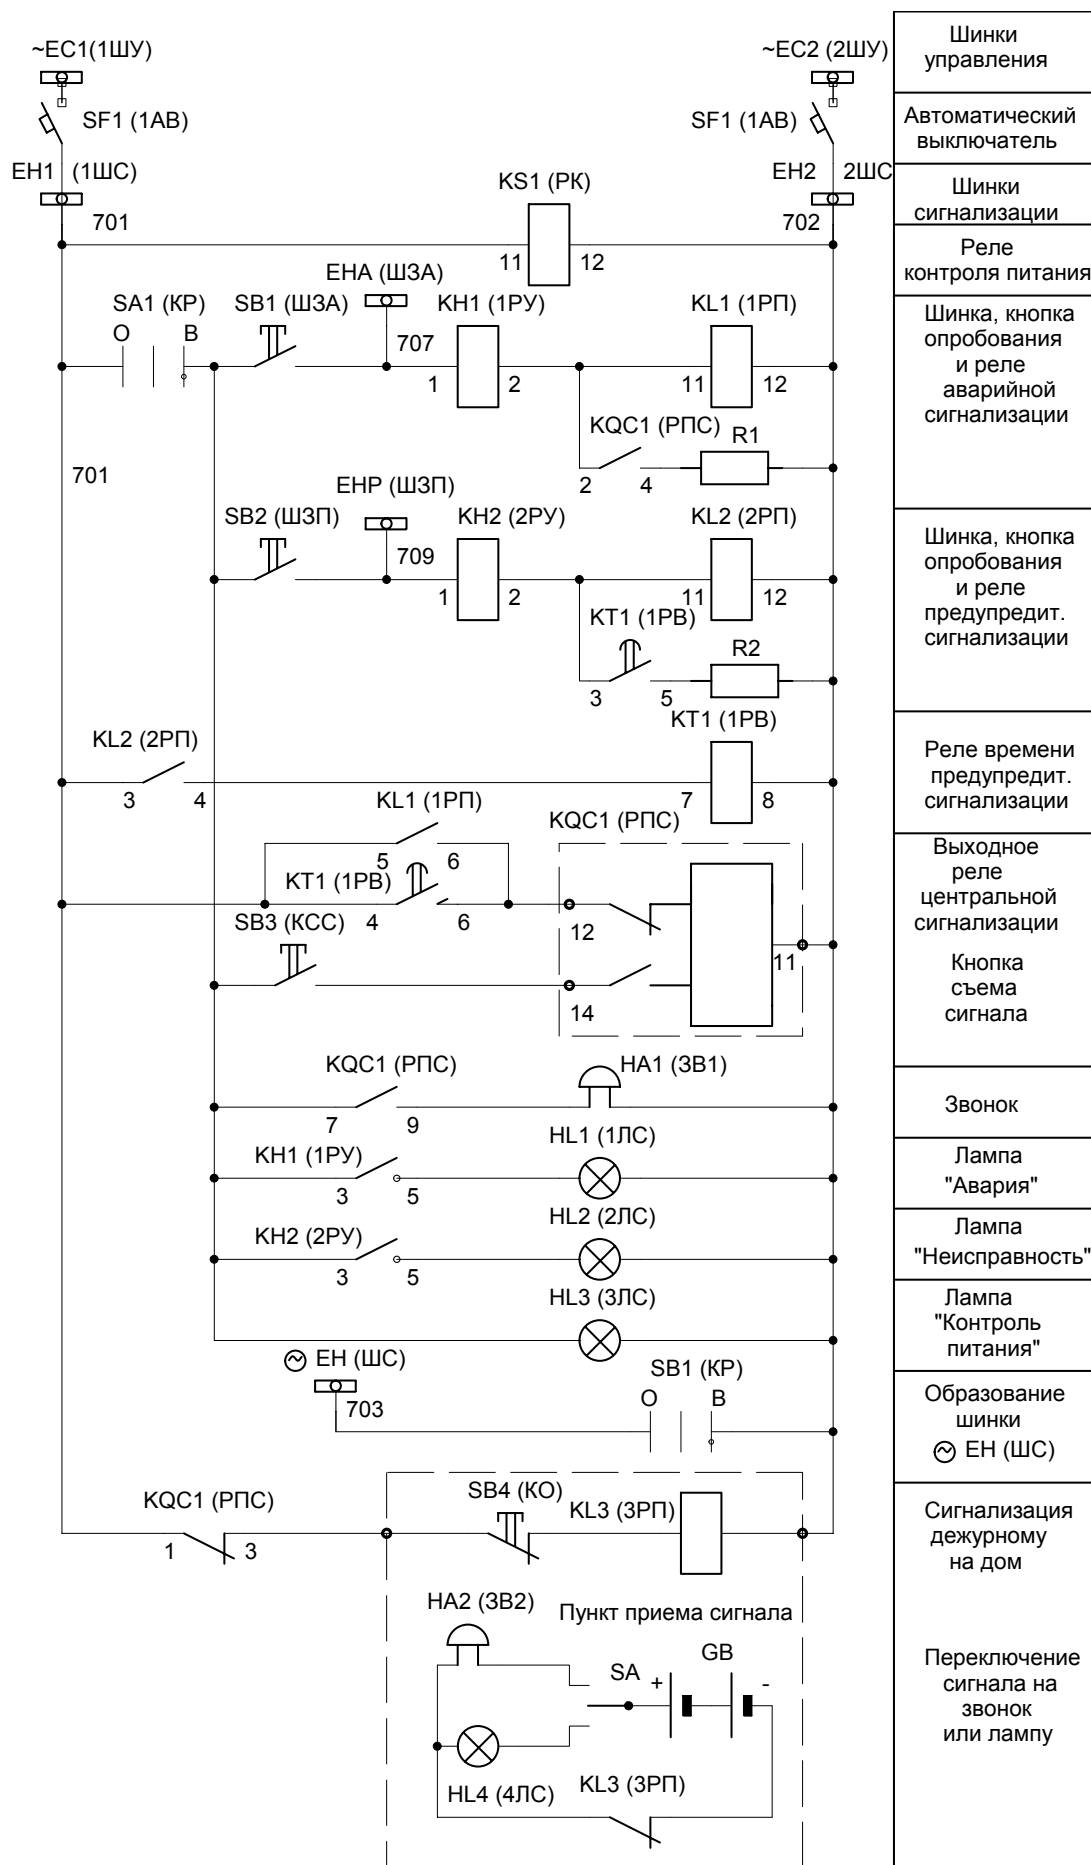 ~EC1(1ШУ)
~EC2 (2ШУ)
Шинки
управления
SF1 (1АВ)
SF1 (1АВ)
Автоматический
выключатель
EH1 (1ШС)
EH2 2ШС
Шинки
сигнализации
701
KS1 (РК)
702
11 12
Реле
контроля питания
SA1 (КР)
О В
SB1 (ШЗА)
EHA (ШЗА)
707
KH1 (1РУ)
1 2
KL1 (1РП)
11 12
Шинка, кнопка
опробования
и реле
аварийной
сигнализации
701
KQC1 (РПС)
2 4
R1
SB2 (ШЗП)
EHP (ШЗП)
709
KH2 (2РУ)
1 2
KL2 (2РП)
11 12
Шинка, кнопка
опробования
и реле
предупредит.
сигнализации
KT1 (1РВ)
3 5
R2
KL2 (2РП)
3 4
KT1 (1РВ)
7 8
Реле времени
предупредит.
сигнализации
KL1 (1РП)
5 6
KT1 (1РВ)
4 6
KQC1 (РПС)
12
11
14
SB3 (КСС)
Выходное
реле
центральной
сигнализации
Кнопка
съема
сигнала
KQC1 (РПС)
7 9
HA1 (ЗВ1)
Звонок
KH1 (1РУ)
3 5
HL1 (1ЛС)
Лампа
"Авария"
KH2 (2РУ)
3 5
HL2 (2ЛС)
Лампа
"Неисправность"
HL3 (3ЛС)
Лампа
"Контроль
питания"
EH (ШС)
703
SB1 (КР)
О В
Образование
шинки
EH (ШС)
KQC1 (РПС)
1 3
SB4 (КО)
KL3 (3РП)
Сигнализация
дежурному
на дом
HA2 (ЗВ2)
Пункт приема сигнала
SA
+
GB
-
HL4 (4ЛС)
KL3 (3РП)
Переключение
сигнала на
звонок
или лампу